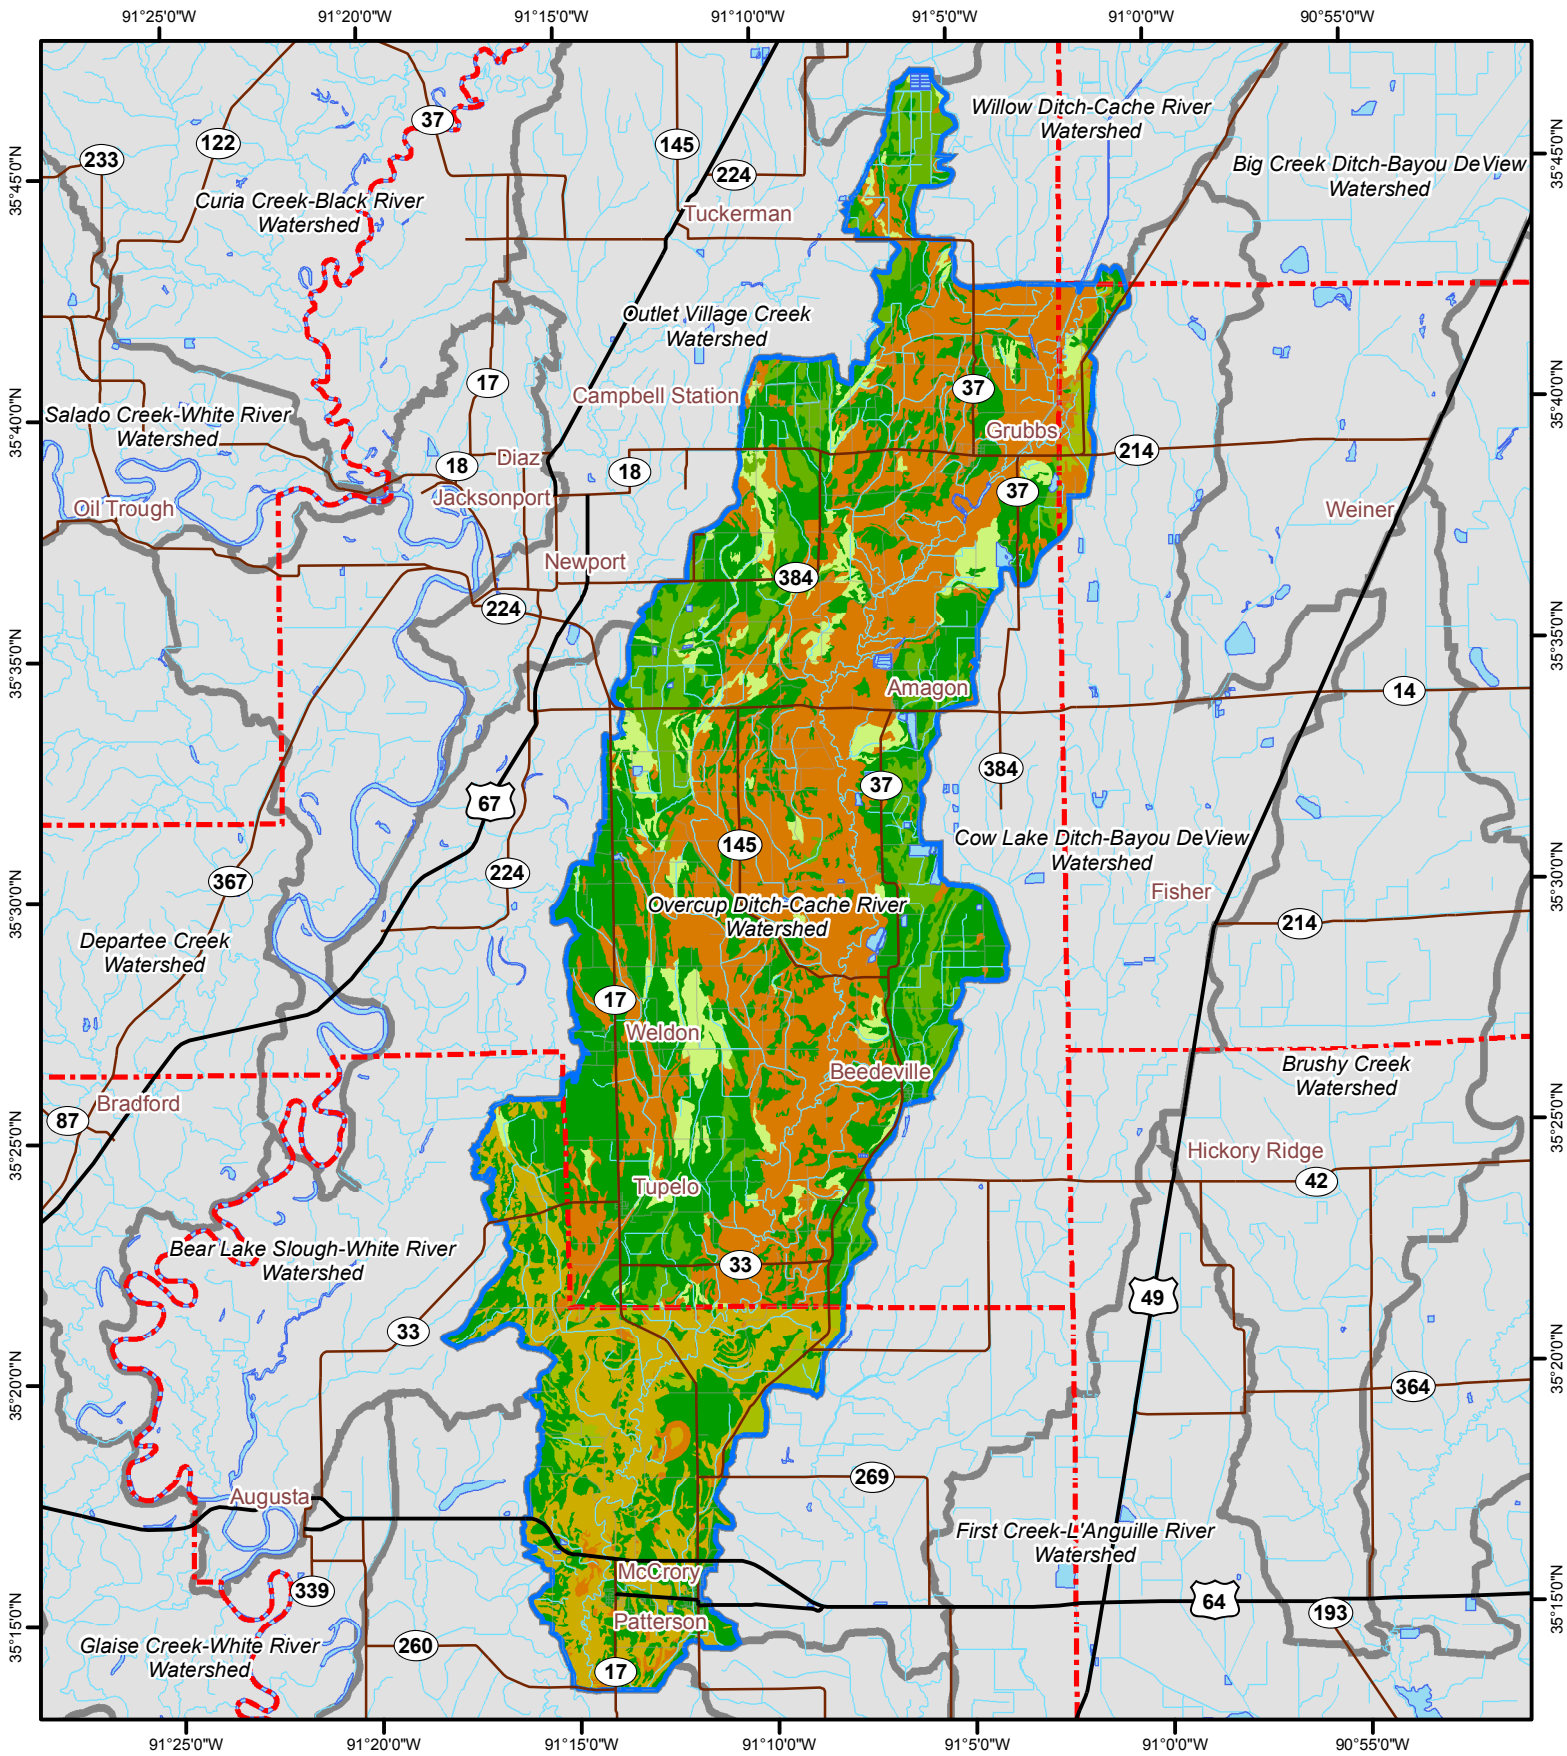 91°25'0"W
91°20'0"W
91°15'0"W
91°10'0"W
91°5'0"W
91°0'0"W
90°55'0"W
35°45'0"N
35°40'0"N
35°35'0"N
35°30'0"N
35°25'0"N
35°20'0"N
35°15'0"N
37
122
233
145
224
Willow Ditch-Cache River
Watershed
Big Creek Ditch-Bayou DeView
Watershed
Curia Creek-Black River
Watershed
Tuckerman
Outlet Village Creek
Watershed
17
Campbell Station
37
Salado Creek-White River
Watershed
Grubbs
214
Diaz
18
18
Jacksonport
37
Oil Trough
Weiner
Newport
384
224
Amagon
14
67
384
37
145
Cow Lake Ditch-Bayou DeView
Watershed
367
224
Fisher
Overcup Ditch-Cache River
Watershed
214
Departee Creek
Watershed
17
Weldon
Beedeville
Brushy Creek
Watershed
Bradford
87
Hickory Ridge
42
Tupelo
Bear Lake Slough-White River
Watershed
33
49
33
364
269
Augusta
First Creek-L'Anguille River
Watershed
McCrory
339
64
193
Patterson
Glaise Creek-White River
Watershed
260
17
35°45'0"N
35°40'0"N
35°35'0"N
35°30'0"N
35°25'0"N
35°20'0"N
35°15'0"N
91°25'0"W
91°20'0"W
91°15'0"W
91°10'0"W
91°5'0"W
91°0'0"W
90°55'0"W